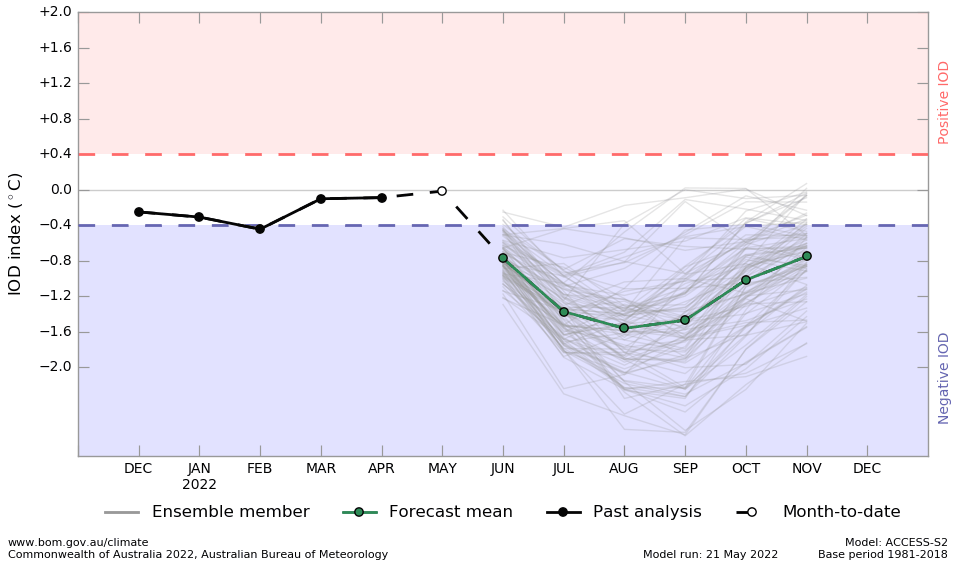 +2.0
+1.6
+1.2
+0.8
+0.4
0.0
−0.4
−0.8
−1.2
−1.6
−2.0
IOD index (°C)
Positive IOD
Negative IOD
DEC JAN FEB MAR APR MAY JUN JUL AUG SEP OCT NOV DEC
2022
Ensemble member Forecast mean Past analysis Month-to-date
www.bom.gov.au/climate Model: ACCESS-S2
Commonwealth of Australia 2022, Australian Bureau of Meteorology Model run: 21 May 2022 Base period 1981-2018